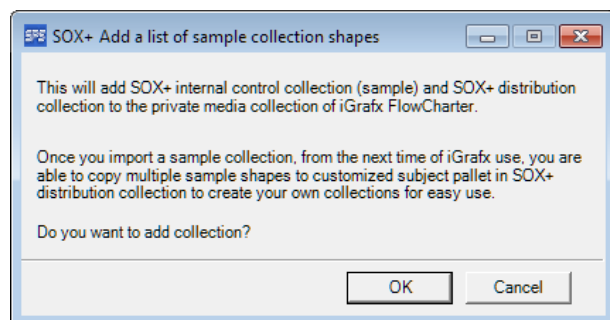 SOX+ Add a list of sample collection shapes
This will add SOX+ internal control collection (sample) and SOX+ distribution
collection to the private media collection of iGrafx FlowCharter.
Once you import a sample collection, from the next time of iGrafx use, you are
able to copy multiple sample shapes to customized subject pallet in SOX+
distribution collection to create your own collections for easy use.
Do you want to add collection?
OK
Cancel